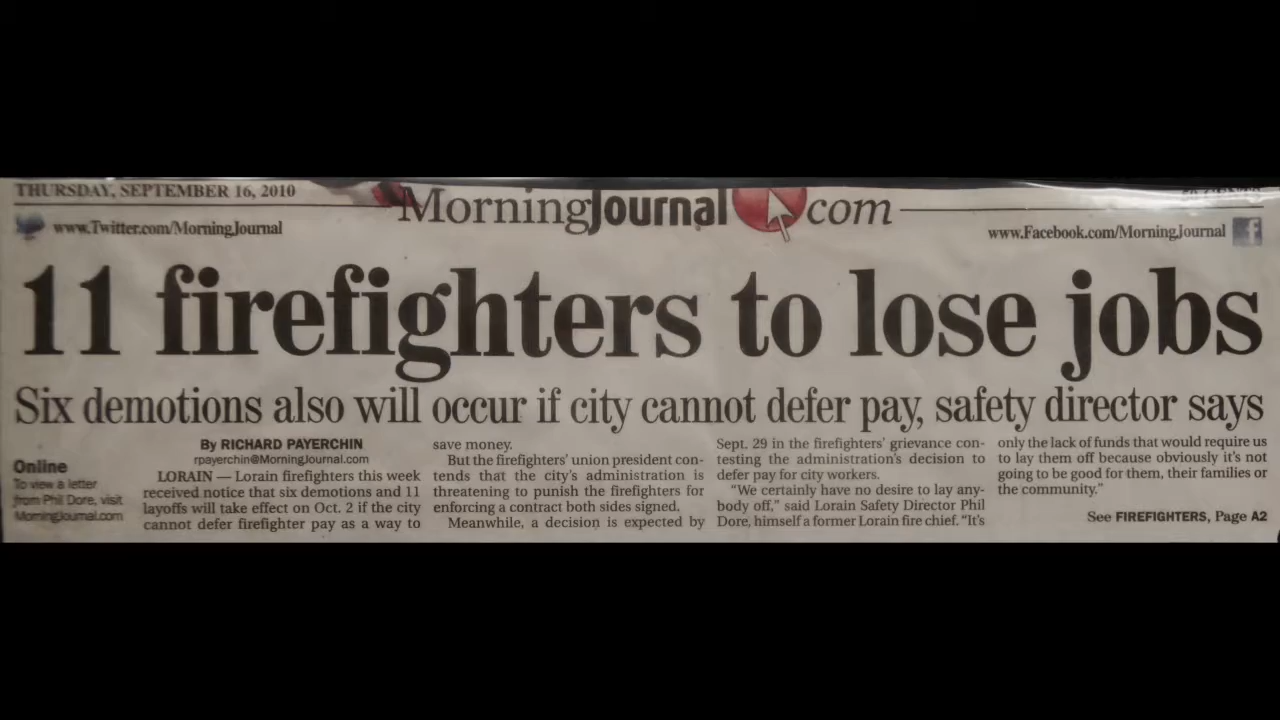 THURSDAY, SEPTEMBER 16, 2010
MorningJournal com
www.Twitter.com/MorningJournal
www.Facebook.com/MorningJournal f
11 firefighters to lose jobs
Six demotions also will occur if city cannot defer pay, safety director says
Online
To view a letter
from Phil Dore, visit
MorningJournal.com
By RICHARD PAYERCHIN
rpayerchin@MorningJournal.com
LORAIN — Lorain firefighters this week
received notice that six demotions and 11
layoffs will take effect on Oct. 2 if the city
cannot defer firefighter pay as a way to
save money.
But the firefighters' union president con-
tends that the city's administration is
threatening to punish the firefighters for
enforcing a contract both sides signed.
Meanwhile, a decision is expected by
Sept. 29 in the firefighters' grievance con-
testing the administration's decision to
defer pay for city workers.
"We certainly have no desire to lay any-
body off," said Lorain Safety Director Phil
Dore, himself a former Lorain fire chief. "It's
only the lack of funds that would require us
to lay them off because obviously it's not
going to be good for them, their families or
the community."
See FIREFIGHTERS, Page A2